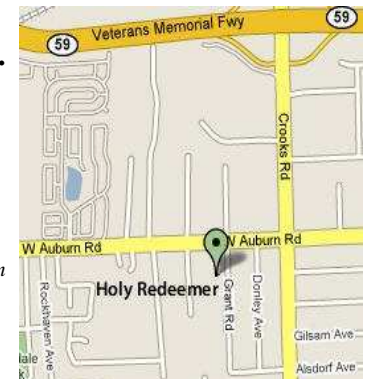 59
Veterans Memorial Fwy
59
Crooks Rd
W Auburn Rd
W Auburn Rd
Holy Redeemer
Rockhaven Ave
Grant Rd
Donley Ave
Gilsam Ave
Alsdorf Ave